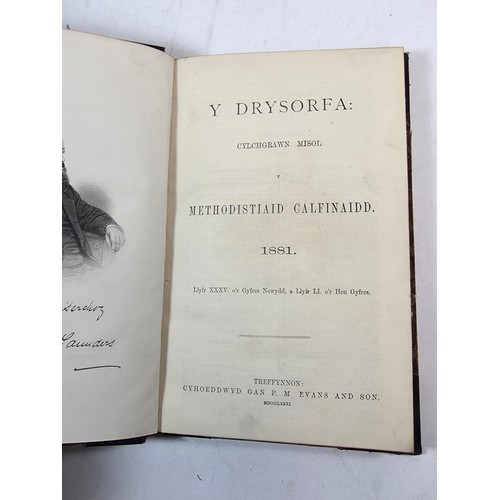 Saunders
Y DRYSORFA:
CYLCHGRAWN MISOL
Y
METHODISTIAID CALFINAIDD.
1881.
Llyfr XXXV. o'r Gyfres Newydd, a Llyfr LI. o'r Hen Gyfres.
TREFFYNNON:
CYHOEDDWYD GAN P. M EVANS AND SON.
MDCCCLXXXI